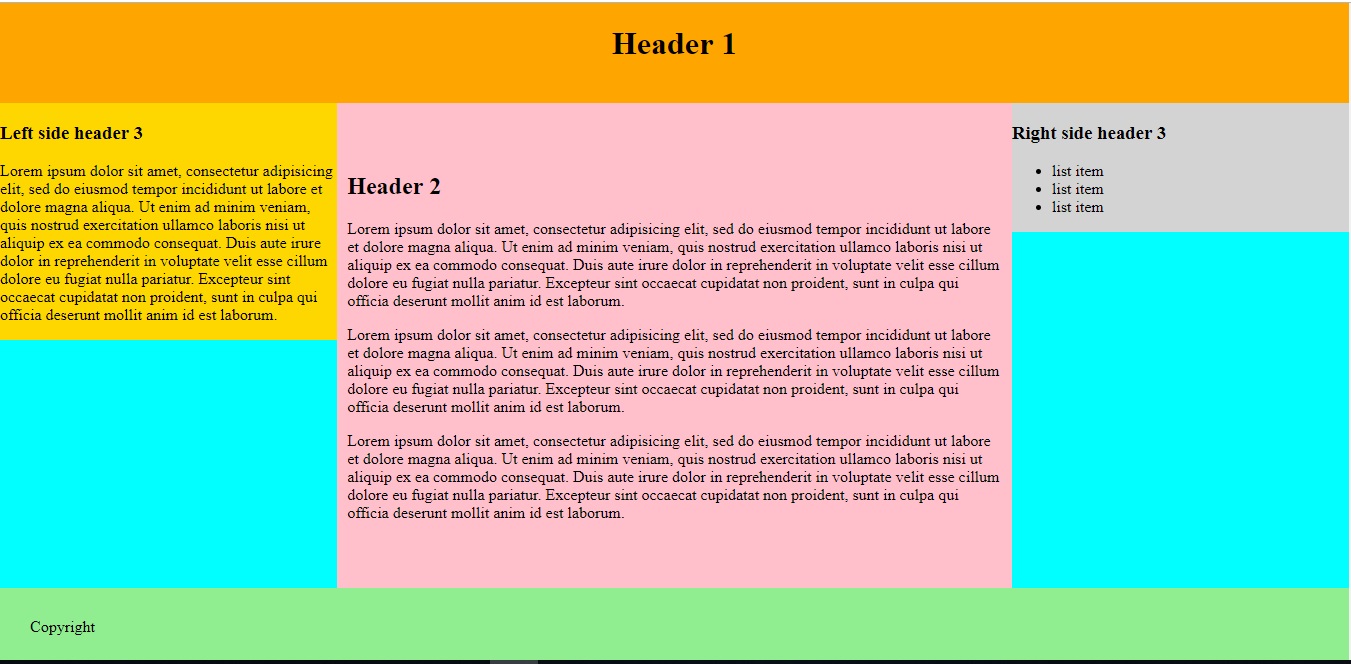 Header 1
Left side header 3
Lorem ipsum dolor sit amet, consectetur adipisicing
elit, sed do eiusmod tempor incididunt ut labore et
dolore magna aliqua. Ut enim ad minim veniam,
quis nostrud exercitation ullamco laboris nisi ut
aliquip ex ea commodo consequat. Duis aute irure
dolor in reprehenderit in voluptate velit esse cillum
dolore eu fugiat nulla pariatur. Excepteur sint
occaecat cupidatat non proident, sunt in culpa qui
officia deserunt mollit anim id est laborum.
Header 2
Lorem ipsum dolor sit amet, consectetur adipisicing elit, sed do eiusmod tempor incididunt ut labore
et dolore magna aliqua. Ut enim ad minim veniam, quis nostrud exercitation ullamco laboris nisi ut
aliquip ex ea commodo consequat. Duis aute irure dolor in reprehenderit in voluptate velit esse cillum
dolore eu fugiat nulla pariatur. Excepteur sint occaecat cupidatat non proident, sunt in culpa qui
officia deserunt mollit anim id est laborum.
Lorem ipsum dolor sit amet, consectetur adipisicing elit, sed do eiusmod tempor incididunt ut labore
et dolore magna aliqua. Ut enim ad minim veniam, quis nostrud exercitation ullamco laboris nisi ut
aliquip ex ea commodo consequat. Duis aute irure dolor in reprehenderit in voluptate velit esse cillum
dolore eu fugiat nulla pariatur. Excepteur sint occaecat cupidatat non proident, sunt in culpa qui
officia deserunt mollit anim id est laborum.
Lorem ipsum dolor sit amet, consectetur adipisicing elit, sed do eiusmod tempor incididunt ut labore
et dolore magna aliqua. Ut enim ad minim veniam, quis nostrud exercitation ullamco laboris nisi ut
aliquip ex ea commodo consequat. Duis aute irure dolor in reprehenderit in voluptate velit esse cillum
dolore eu fugiat nulla pariatur. Excepteur sint occaecat cupidatat non proident, sunt in culpa qui
officia deserunt mollit anim id est laborum.
Right side header 3
• list item
• list item
• list item
Copyright